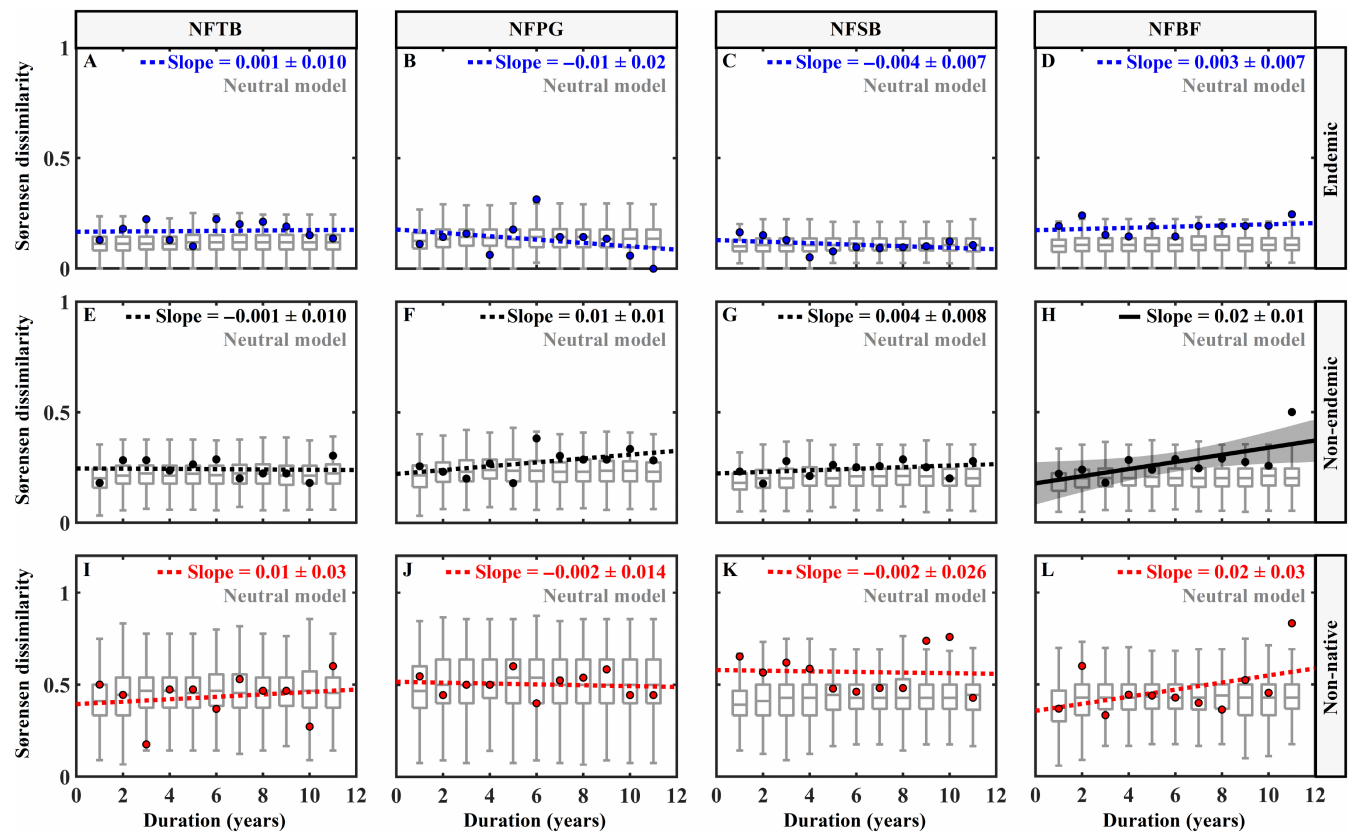 NFTB NFPG NFSB NFBF
A Slope = 0.001 ± 0.010
Neutral model
B Slope = −0.01 ± 0.02
Neutral model
C Slope = −0.004 ± 0.007
Neutral model
D Slope = 0.003 ± 0.007
Neutral model
Sørensen dissimilarity
1
0.5
0
Endemic
E Slope = −0.001 ± 0.010
Neutral model
F Slope = 0.01 ± 0.01
Neutral model
G Slope = 0.004 ± 0.008
Neutral model
H Slope = 0.02 ± 0.01
Neutral model
Sørensen dissimilarity
1
0.5
0
Non-endemic
I Slope = 0.01 ± 0.03
Neutral model
J Slope = −0.002 ± 0.014
Neutral model
K Slope = −0.002 ± 0.026
Neutral model
L Slope = 0.02 ± 0.03
Neutral model
Sørensen dissimilarity
1
0.5
0
Non-native
0 2 4 6 8 10 12 0 2 4 6 8 10 12 0 2 4 6 8 10 12 0 2 4 6 8 10 12
Duration (years) Duration (years) Duration (years) Duration (years)